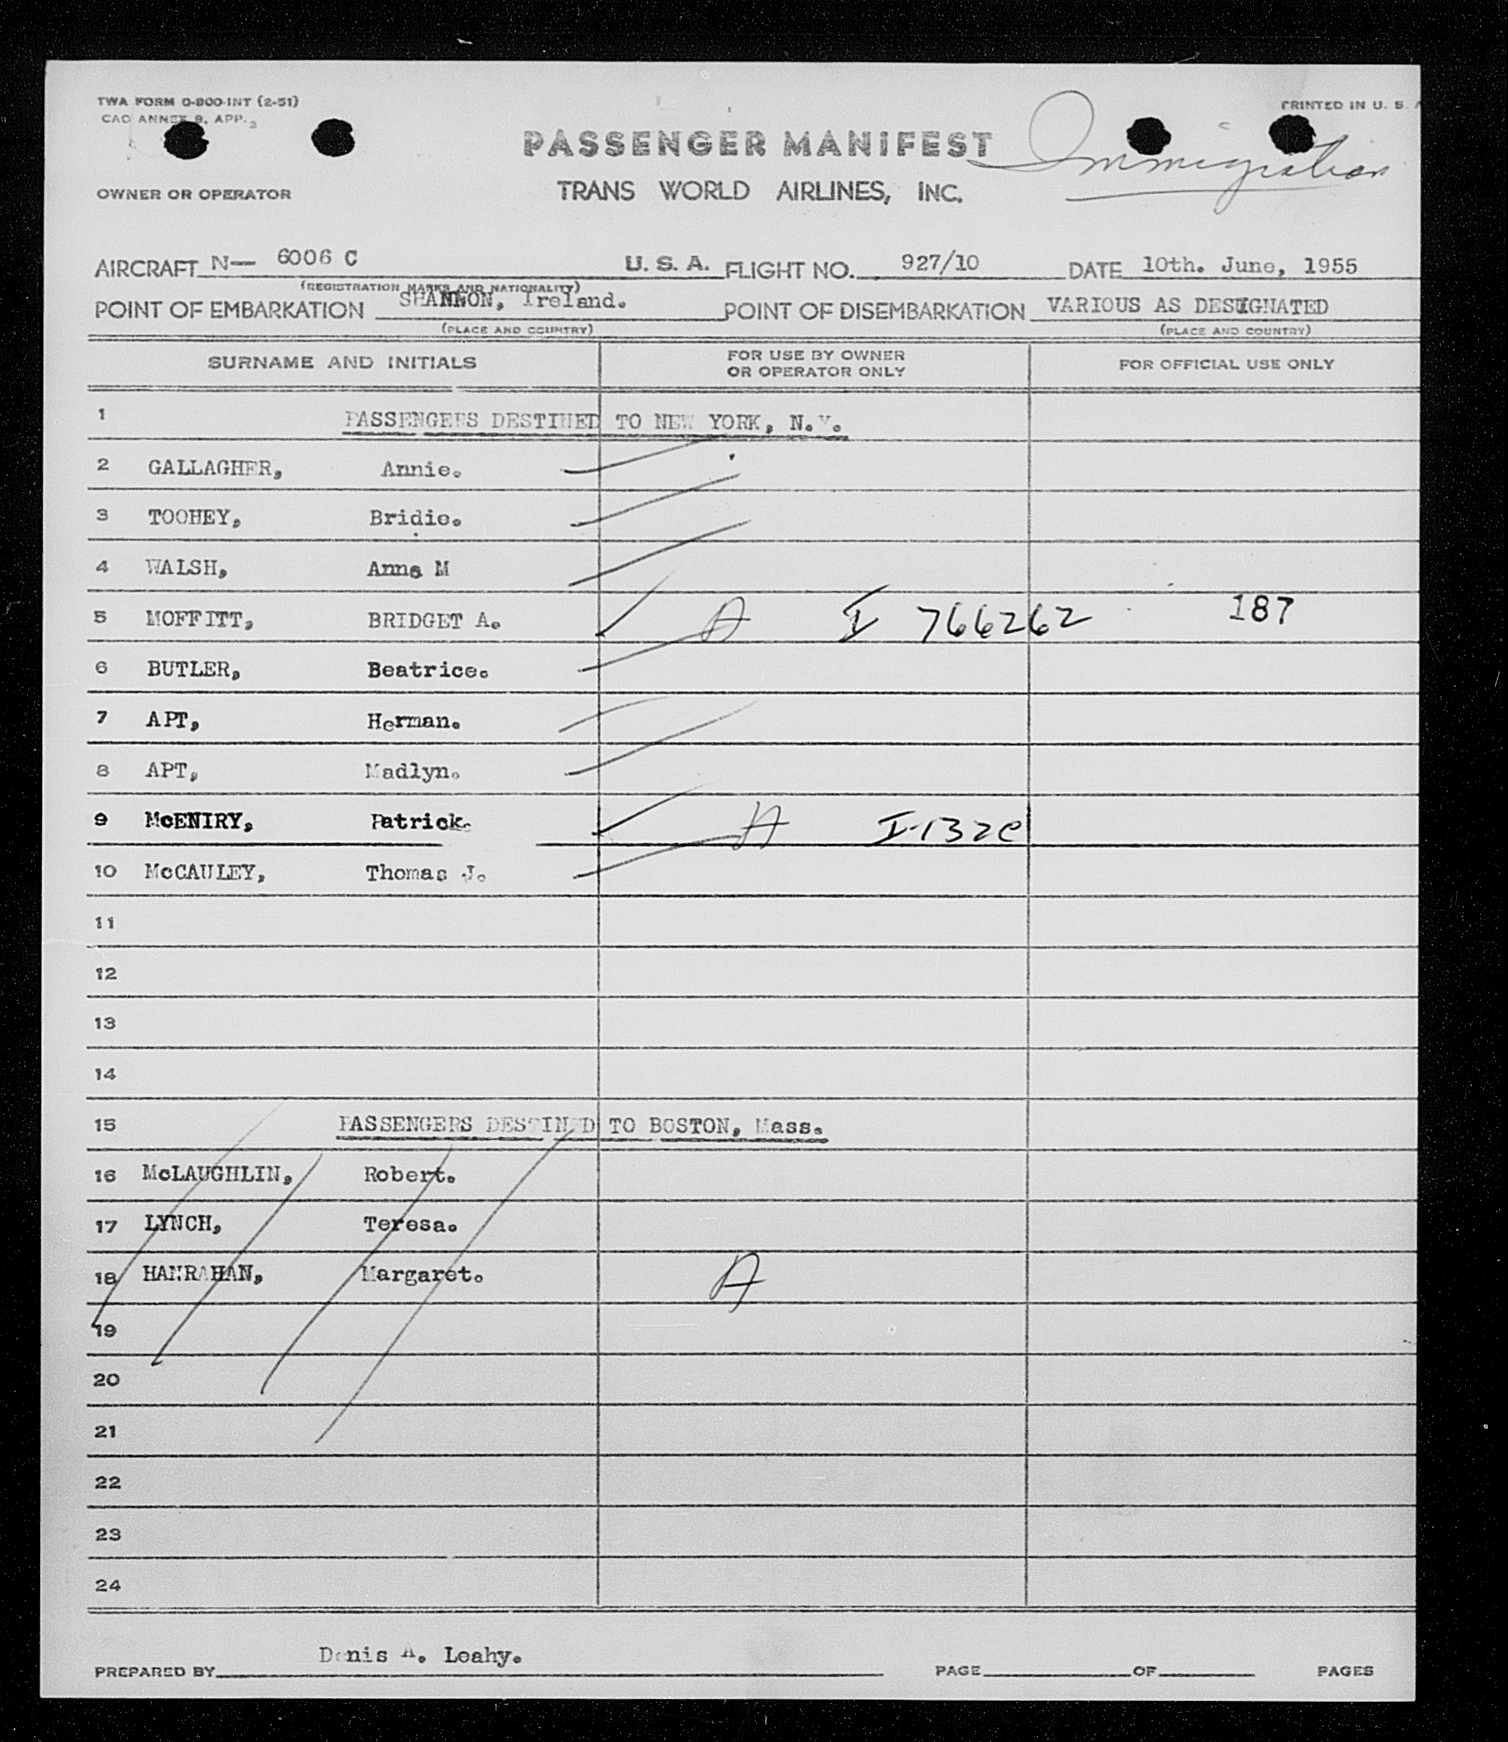 TWA FORM O-800-INT (2-51)
PRINTED IN U. S. A
CAO ANNEX 9, APP. 3
PASSENGER MANIFEST
Immigration
OWNER OR OPERATOR
TRANS WORLD AIRLINES, INC.
AIRCRAFT N— 6006 C U. S. A. FLIGHT NO. 927/10 DATE 10th. June, 1955
(REGISTRATION MARKS AND NATIONALITY)
POINT OF EMBARKATION SHANNON, Ireland. POINT OF DISEMBARKATION VARIOUS AS DESIGNATED
(PLACE AND COUNTRY) (PLACE AND COUNTRY)
SURNAME AND INITIALS FOR USE BY OWNER OR OPERATOR ONLY FOR OFFICIAL USE ONLY
1 PASSENGERS DESTINED TO NEW YORK, N.Y.
2 GALLAGHER, Annie.
3 TOOHEY, Bridie.
4 WALSH, Anna M
5 MOFFITT, BRIDGET A. A I 766262 187
6 BUTLER, Beatrice.
7 APT, Herman.
8 APT, Madlyn.
9 McENIRY, Patrick. A
10 McCAULEY, Thomas J.
11
12
13
14
15 PASSENGERS DESTINED TO BOSTON, Mass.
16 McLAUGHLIN, Robert.
17 LYNCH, Teresa.
18 HANRAHAN, Margaret. A
19
20
21
22
23
24
PREPARED BY Denis A. Leahy. PAGE OF PAGES